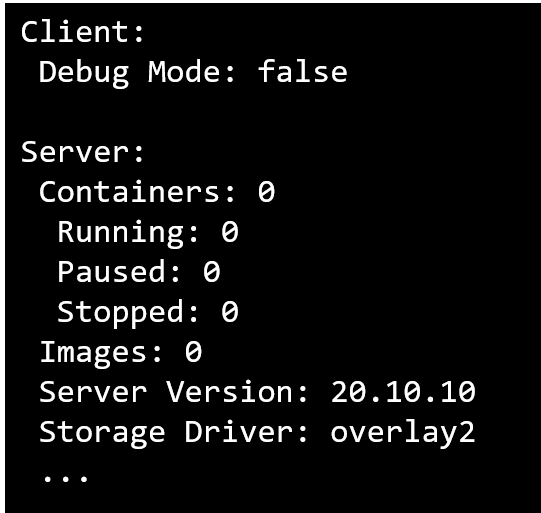 Client:
 Debug Mode: false

Server:
 Containers: 0
  Running: 0
  Paused: 0
  Stopped: 0
 Images: 0
 Server Version: 20.10.10
 Storage Driver: overlay2
 ...